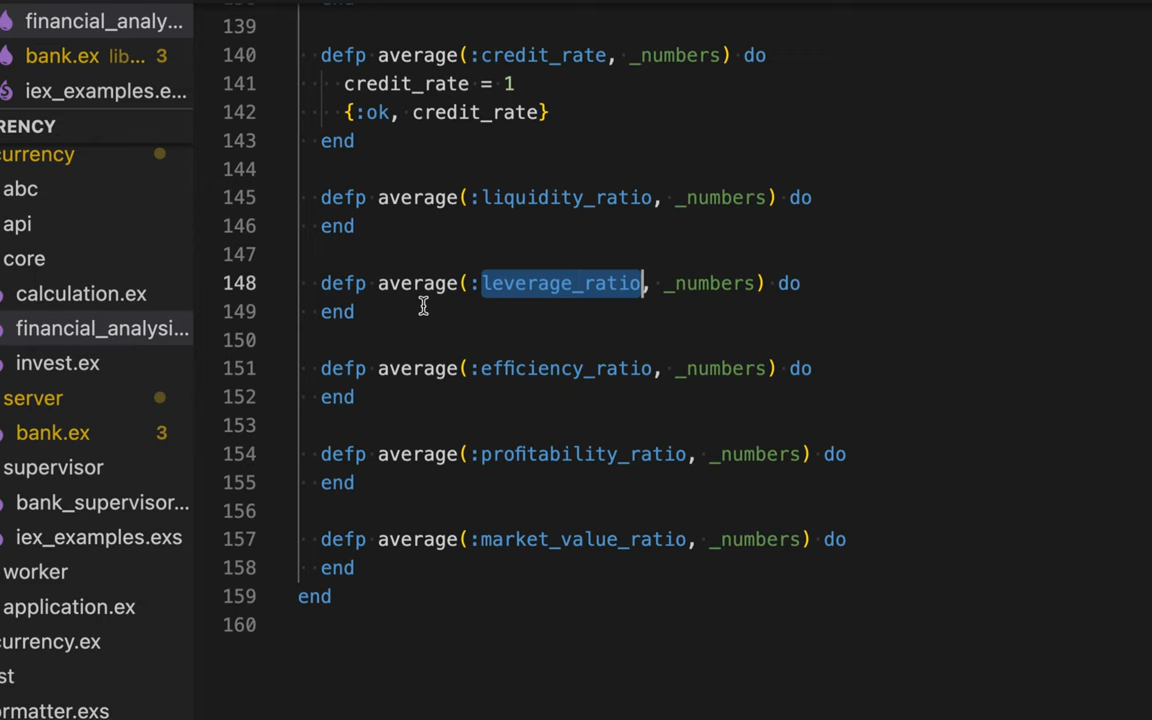 financial_analy...
bank.ex lib... 3
iex_examples.e...
RENCY
currency
abc
api
core
calculation.ex
financial_analysi...
invest.ex
server
bank.ex 3
supervisor
bank_supervisor...
iex_examples.exs
worker
application.ex
currency.ex
st
rmatter.exs
139
140 defp average(:credit_rate, _numbers) do
141 credit_rate = 1
142 {:ok, credit_rate}
143 end
144
145 defp average(:liquidity_ratio, _numbers) do
146 end
147
148 defp average(:leverage_ratio, _numbers) do
149 end
150
151 defp average(:efficiency_ratio, _numbers) do
152 end
153
154 defp average(:profitability_ratio, _numbers) do
155 end
156
157 defp average(:market_value_ratio, _numbers) do
158 end
159 end
160